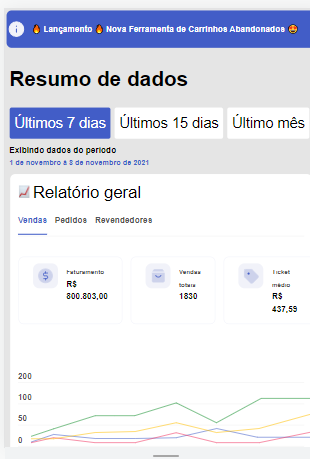 🔥 Lançamento 🔥 Nova Ferramenta de Carrinhos Abandonados 🤩
Resumo de dados
Últimos 7 dias
Últimos 15 dias
Último mês
Exibindo dados do período
1 de novembro à 8 de novembro de 2021
Relatório geral
Vendas
Pedidos
Revendedores
Faturamento
R$
800.803,00
Vendas
totais
1830
Ticket
médio
R$
437,59
200
100
50
0